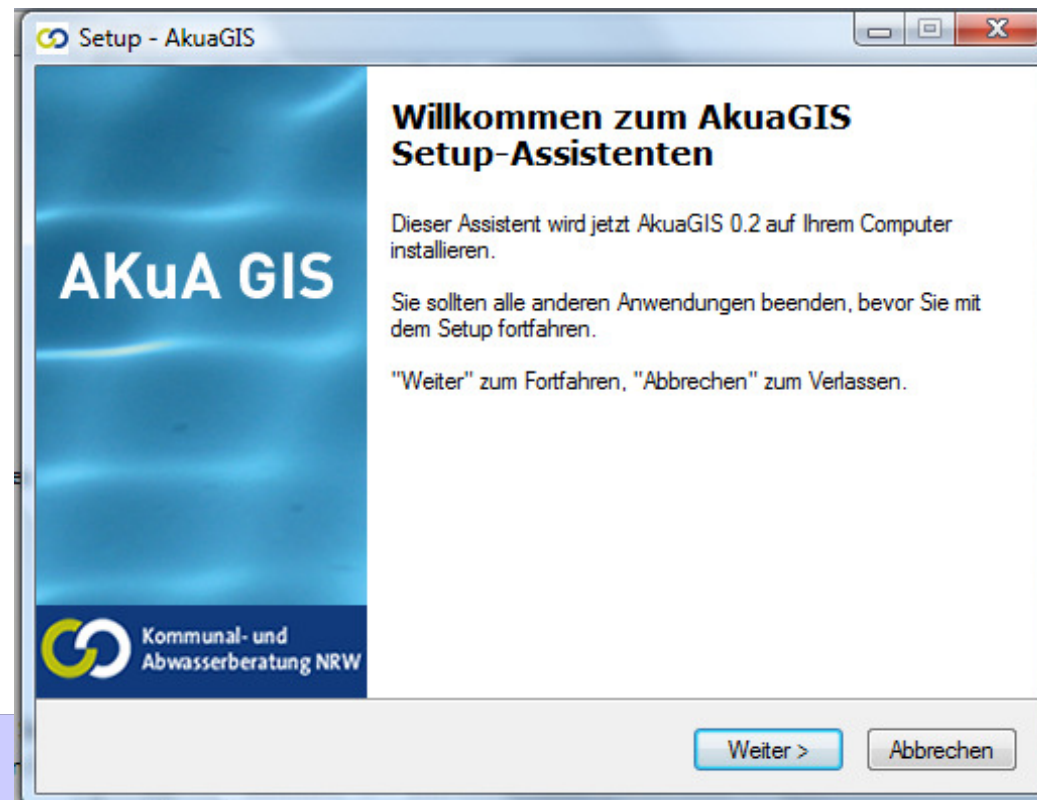 Setup - AkuaGIS
AKuA GIS
Kommunal- und
Abwasserberatung NRW
Willkommen zum AkuaGIS
Setup-Assistenten
Dieser Assistent wird jetzt AkuaGIS 0.2 auf Ihrem Computer
installieren.
Sie sollten alle anderen Anwendungen beenden, bevor Sie mit
dem Setup fortfahren.
"Weiter" zum Fortfahren, "Abbrechen" zum Verlassen.
Weiter >
Abbrechen